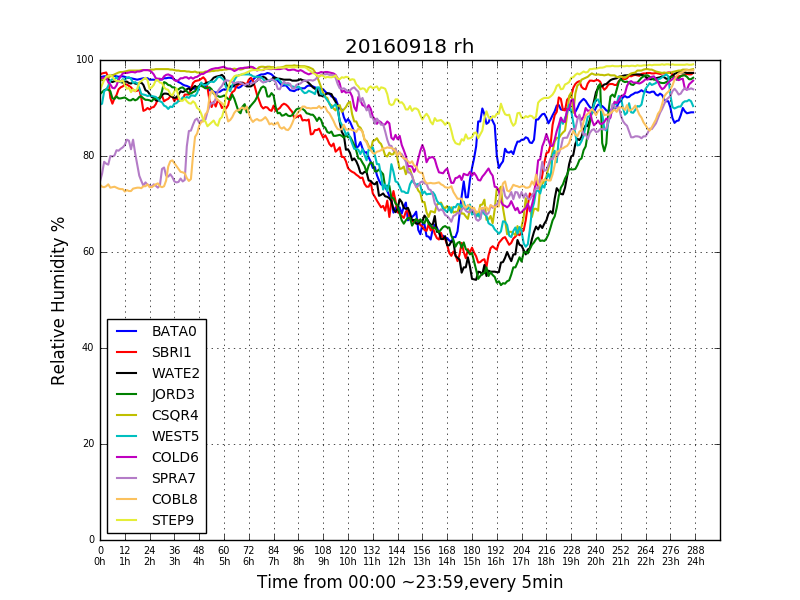 20160918 rh
100
80
60
40
20
0
Relative Humidity %
BATA0
SBRI1
WATE2
JORD3
CSQR4
WEST5
COLD6
SPRA7
COBL8
STEP9
0 12 24 36 48 60 72 84 96 108 120 132 144 156 168 180 192 204 216 228 240 252 264 276 288
0h 1h 2h 3h 4h 5h 6h 7h 8h 9h 10h 11h 12h 13h 14h 15h 16h 17h 18h 19h 20h 21h 22h 23h 24h
Time from 00:00 ~23:59,every 5min